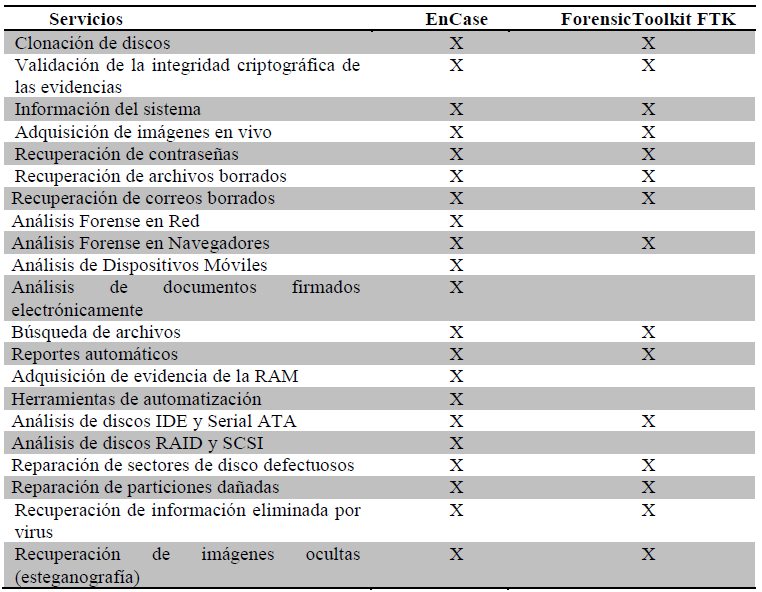 Servicios EnCase ForensicToolkit FTK
Clonación de discos X X
Validación de la integridad criptográfica de X X
las evidencias
Información del sistema X X
Adquisición de imágenes en vivo X X
Recuperación de contraseñas X X
Recuperación de archivos borrados X X
Recuperación de correos borrados X X
Análisis Forense en Red X
Análisis Forense en Navegadores X X
Análisis de Dispositivos Móviles X
Análisis de documentos firmados X
electrónicamente
Búsqueda de archivos X X
Reportes automáticos X X
Adquisición de evidencia de la RAM X
Herramientas de automatización X
Análisis de discos IDE y Serial ATA X X
Análisis de discos RAID y SCSI X
Reparación de sectores de disco defectuosos X X
Reparación de particiones dañadas X X
Recuperación de información eliminada por X X
virus
Recuperación de imágenes ocultas X X
(esteganografía)